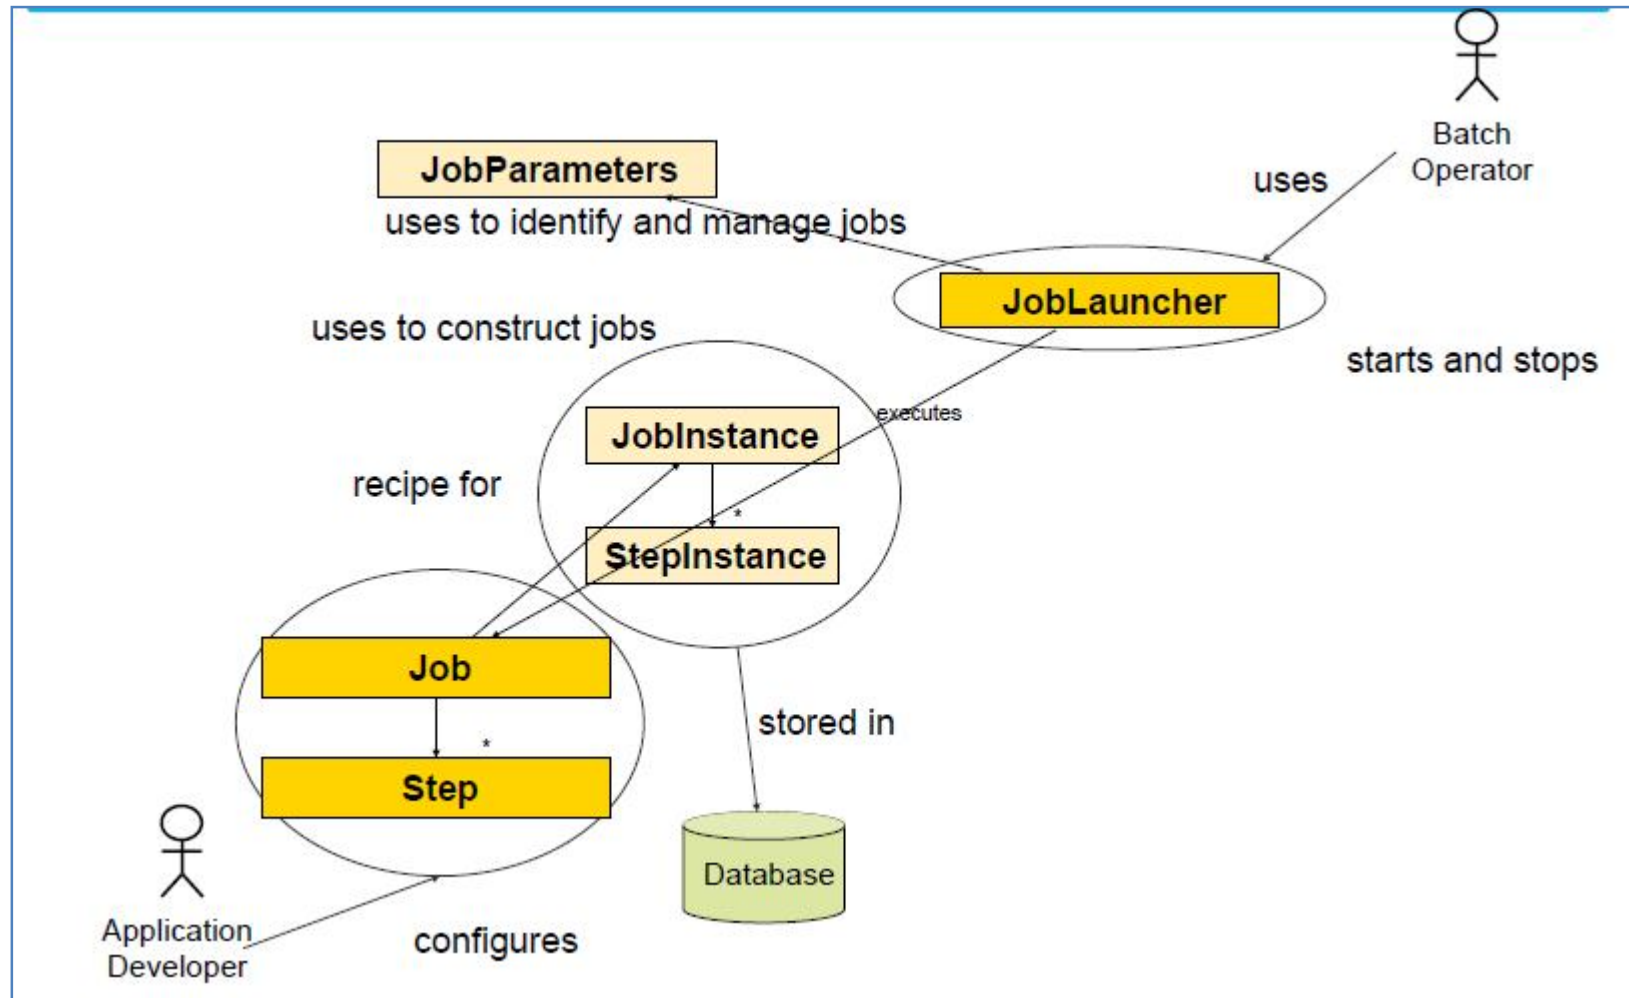 Batch
Operator
JobParameters
uses
uses to identify and manage jobs
JobLauncher
uses to construct jobs
starts and stops
executes
JobInstance
recipe for
*
StepInstance
Job
stored in
*
Step
Database
Application
Developer
configures